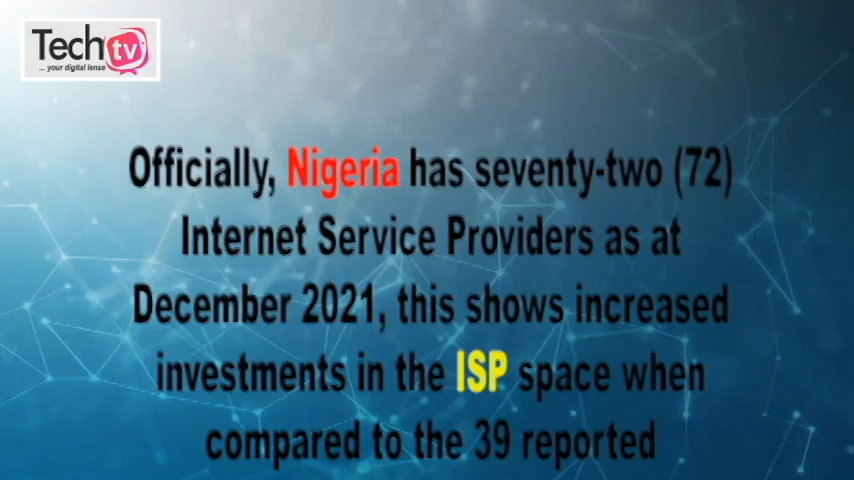 Tech tv
... your digital lense
Officially, Nigeria has seventy-two (72)
Internet Service Providers as at
December 2021, this shows increased
investments in the ISP space when
compared to the 39 reported